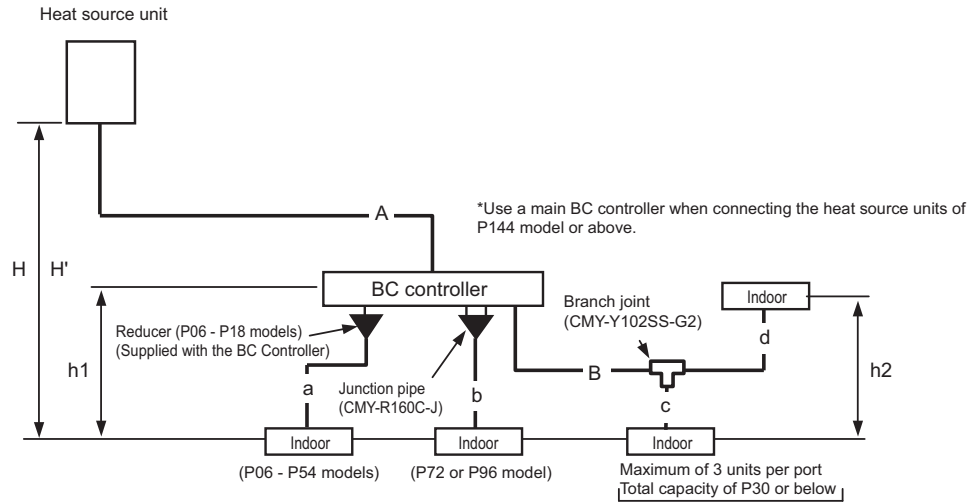 Heat source unit
A
*Use a main BC controller when connecting the heat source units of
P144 model or above.
H
H'
BC controller
Branch joint
(CMY-Y102SS-G2)
Indoor
Reducer (P06 - P18 models)
(Supplied with the BC Controller)
h1
a
Junction pipe
(CMY-R160C-J)
b
B
d
c
h2
Indoor
Indoor
Indoor
(P06 - P54 models)
(P72 or P96 model)
Maximum of 3 units per port
Total capacity of P30 or below